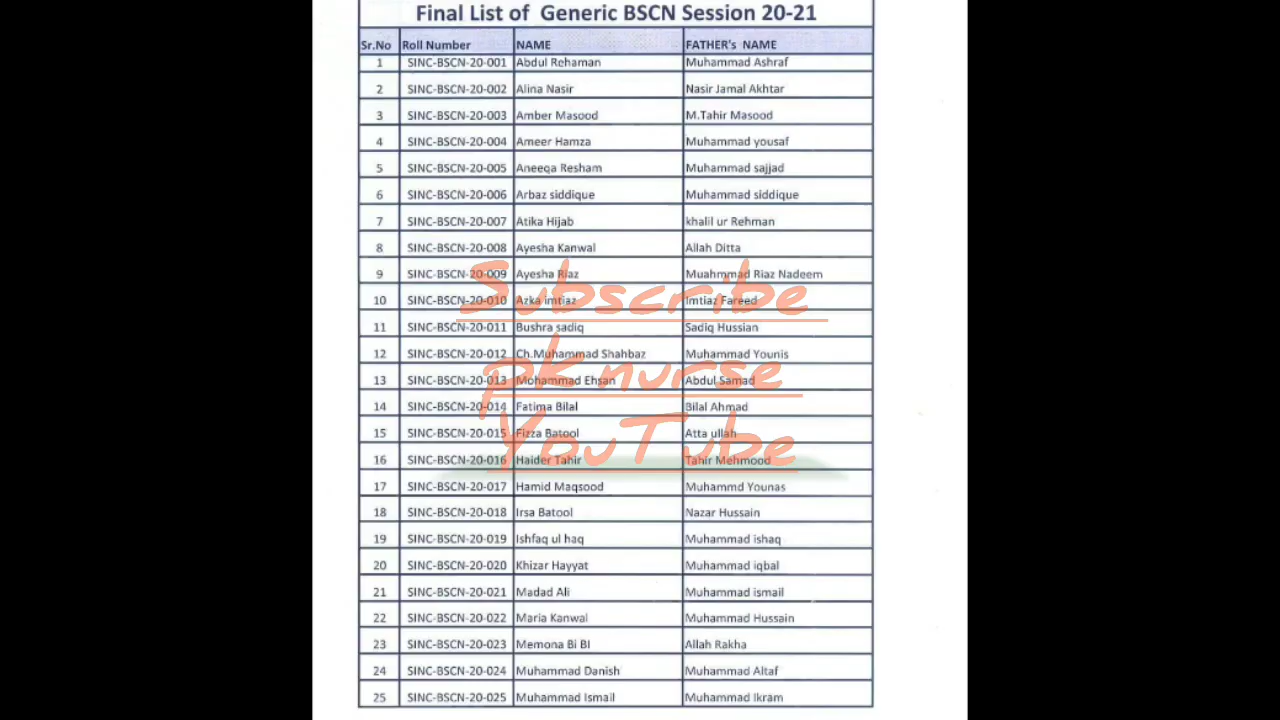 Final List of Generic BSCN Session 20-21
Sr.No Roll Number NAME FATHER's NAME
1 SINC-BSCN-20-001 Abdul Rehaman Muhammad Ashraf
2 SINC-BSCN-20-002 Alina Nasir Nasir Jamal Akhtar
3 SINC-BSCN-20-003 Amber Masood M.Tahir Masood
4 SINC-BSCN-20-004 Ameer Hamza Muhammad yousaf
5 SINC-BSCN-20-005 Aneeqa Resham Muhammad sajjad
6 SINC-BSCN-20-006 Arbaz siddique Muhammad siddique
7 SINC-BSCN-20-007 Atika Hijab khalil ur Rehman
8 SINC-BSCN-20-008 Ayesha Kanwal Allah Ditta
9 SINC-BSCN-20-009 Ayesha Riaz Muahmmad Riaz Nadeem
10 SINC-BSCN-20-010 Azka imtiaz Imtiaz Fareed
11 SINC-BSCN-20-011 Bushra sadiq Sadiq Hussian
12 SINC-BSCN-20-012 Ch.Muhammad Shahbaz Muhammad Younis
13 SINC-BSCN-20-013 Mohammad Ehsan Abdul Samad
14 SINC-BSCN-20-014 Fatima Bilal Bilal Ahmad
15 SINC-BSCN-20-015 Fizza Batool Atta ullah
16 SINC-BSCN-20-016 Haider Tahir Tahir Mehmood
17 SINC-BSCN-20-017 Hamid Maqsood Muhammd Younas
18 SINC-BSCN-20-018 Irsa Batool Nazar Hussain
19 SINC-BSCN-20-019 Ishfaq ul haq Muhammad ishaq
20 SINC-BSCN-20-020 Khizar Hayyat Muhammad iqbal
21 SINC-BSCN-20-021 Madad Ali Muhammad ismail
22 SINC-BSCN-20-022 Maria Kanwal Muhammad Hussain
23 SINC-BSCN-20-023 Memona Bi BI Allah Rakha
24 SINC-BSCN-20-024 Muhammad Danish Muhammad Altaf
25 SINC-BSCN-20-025 Muhammad Ismail Muhammad Ikram
Subscribe
pk nurse
YouTube